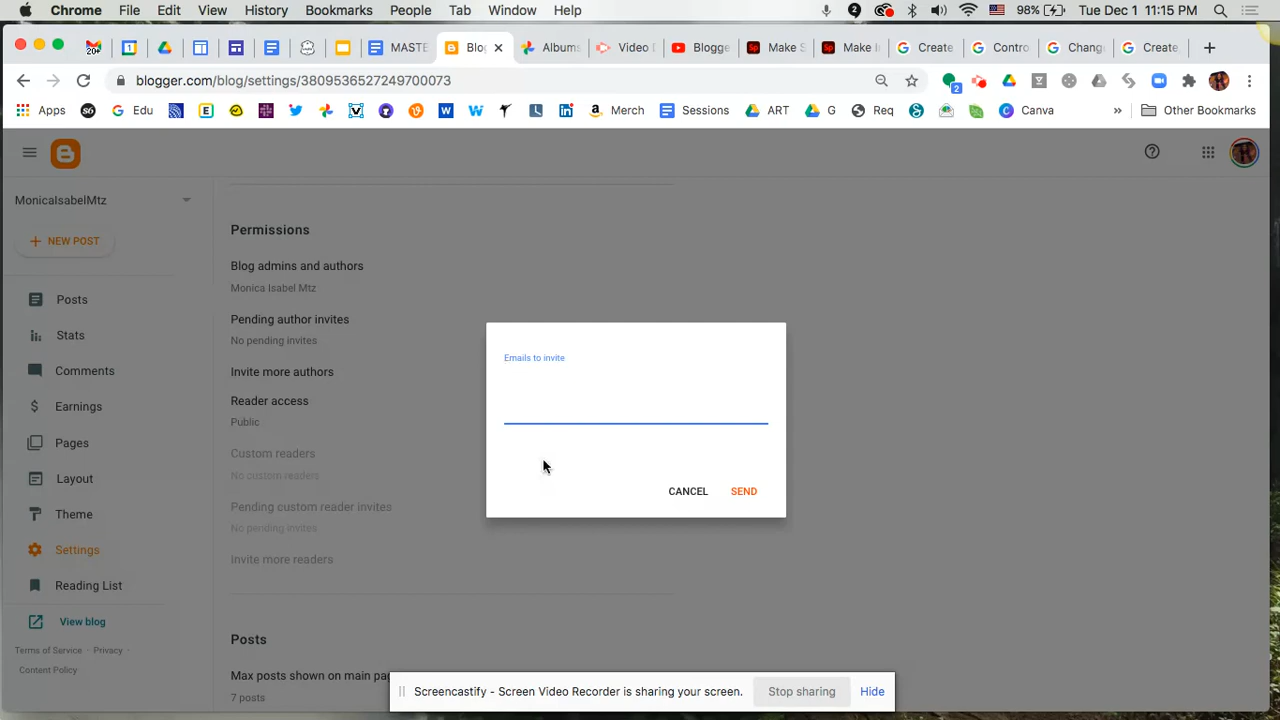 Chrome File Edit View History Bookmarks People Tab Window Help 2 98% Tue Dec 1 11:15 PM
MASTE Blo Albums Video Blogge Make S Make I Create Contro Chang Create
blogger.com/blog/settings/3809536527249700073
2
Apps Edu Merch Sessions ART G Req Canva » Other Bookmarks
MonicaIsabelMtz
NEW POST
Posts
Stats
Comments
Earnings
Pages
Layout
Theme
Settings
Reading List
View blog
Terms of Service · Privacy ·
Content Policy
Permissions
Blog admins and authors
Monica Isabel Mtz
Pending author invites
No pending invites
Invite more authors
Reader access
Public
Custom readers
No custom readers
Pending custom reader invites
No pending invites
Invite more readers
Posts
Max posts shown on main pa
7 posts
Emails to invite
CANCEL SEND
Screencastify - Screen Video Recorder is sharing your screen. Stop sharing Hide